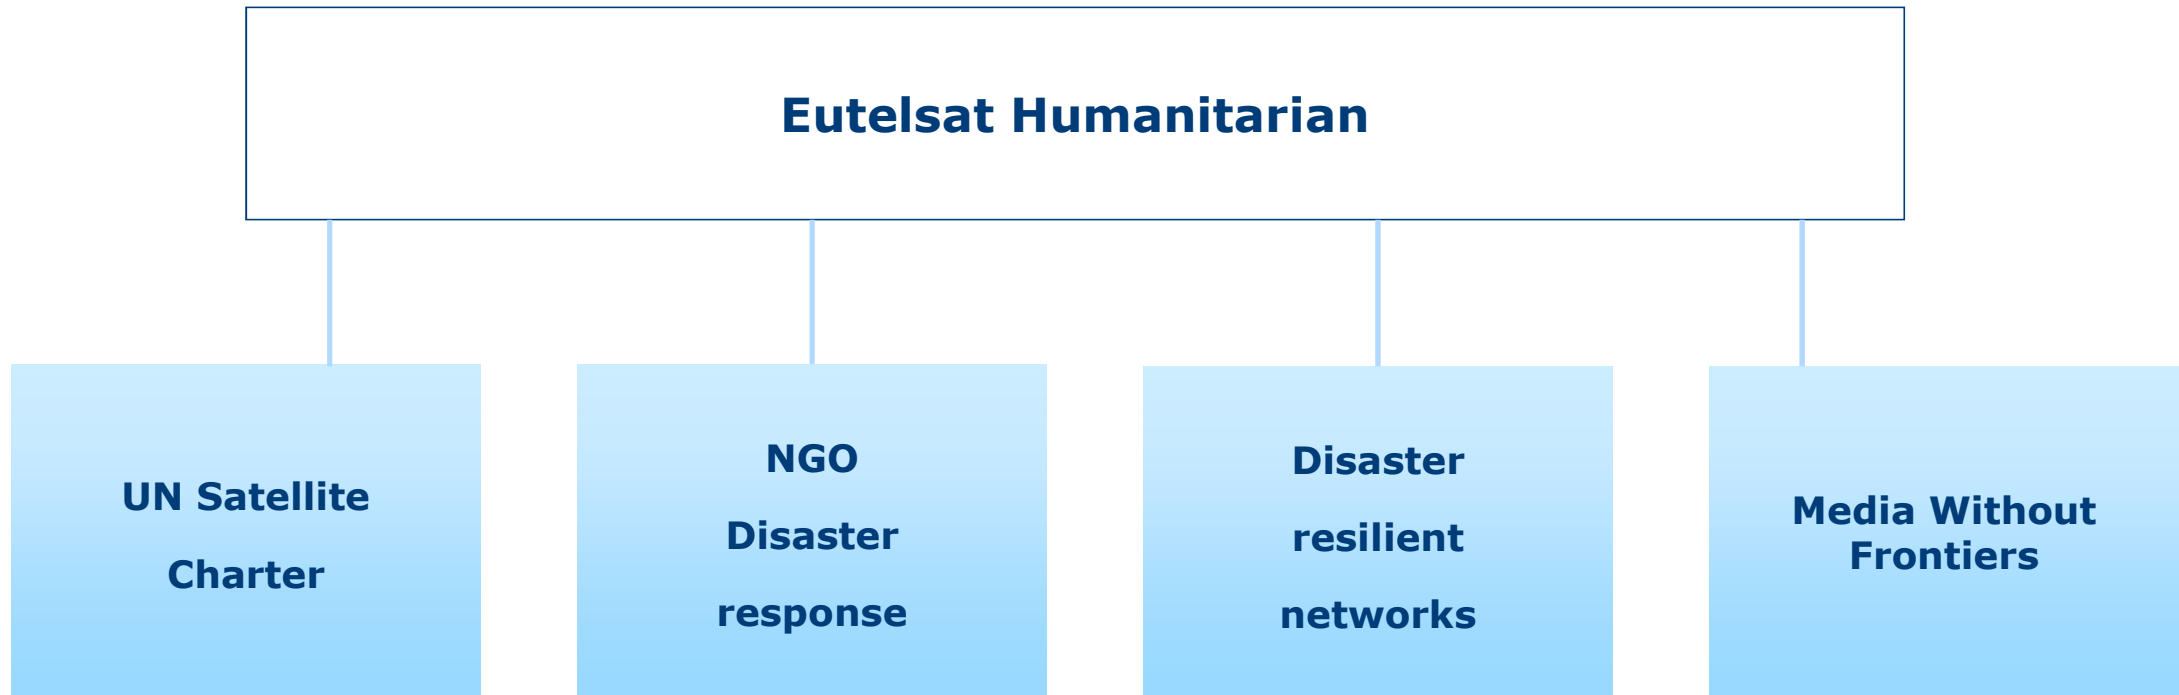 Eutelsat Humanitarian
UN Satellite
Charter
NGO
Disaster
response
Disaster
resilient
networks
Media Without
Frontiers